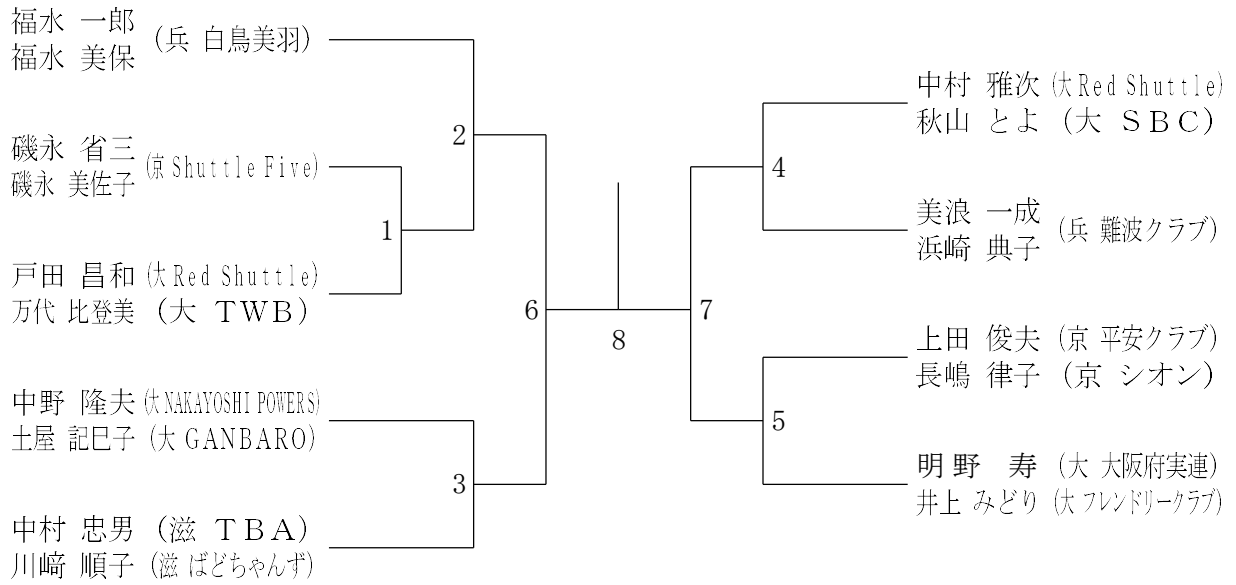 福水 一郎
福水 美保
(兵 白鳥美羽)
2
磯永 省三
磯永 美佐子
(京 Shuttle Five)
1
戸田 昌和 (大 Red Shuttle)
万代 比登美 (大 TWB)
6
中野 隆夫 (大 NAKAYOSHI POWERS)
土屋 記巳子 (大 GANBARO)
3
中村 忠男 (滋 TBA)
川﨑 順子 (滋 ばどちゃんず)
8
中村 雅次 (大 Red Shuttle)
秋山 とよ (大 SBC)
4
美浪 一成
浜崎 典子
(兵 難波クラブ)
7
上田 俊夫 (京 平安クラブ)
長嶋 律子 (京 シオン)
5
明野 寿 (大 大阪府実連)
井上 みどり (大 フレンドリークラブ)